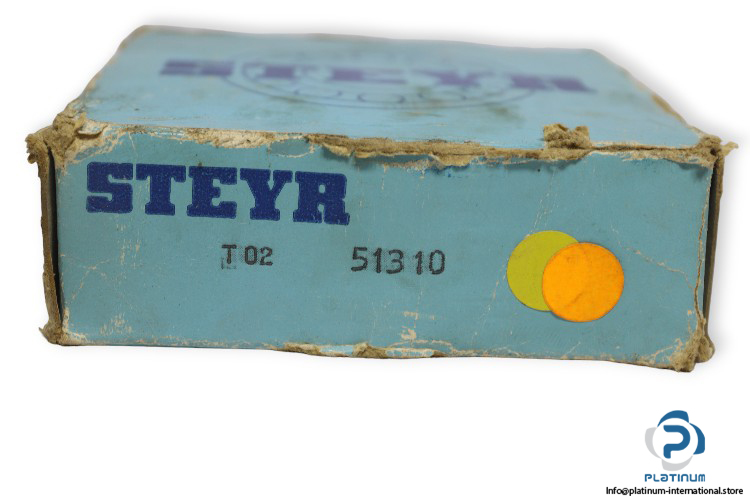 STEYR
STEYR
T 02 51310
PLATINUM
Info@platinum-international.store